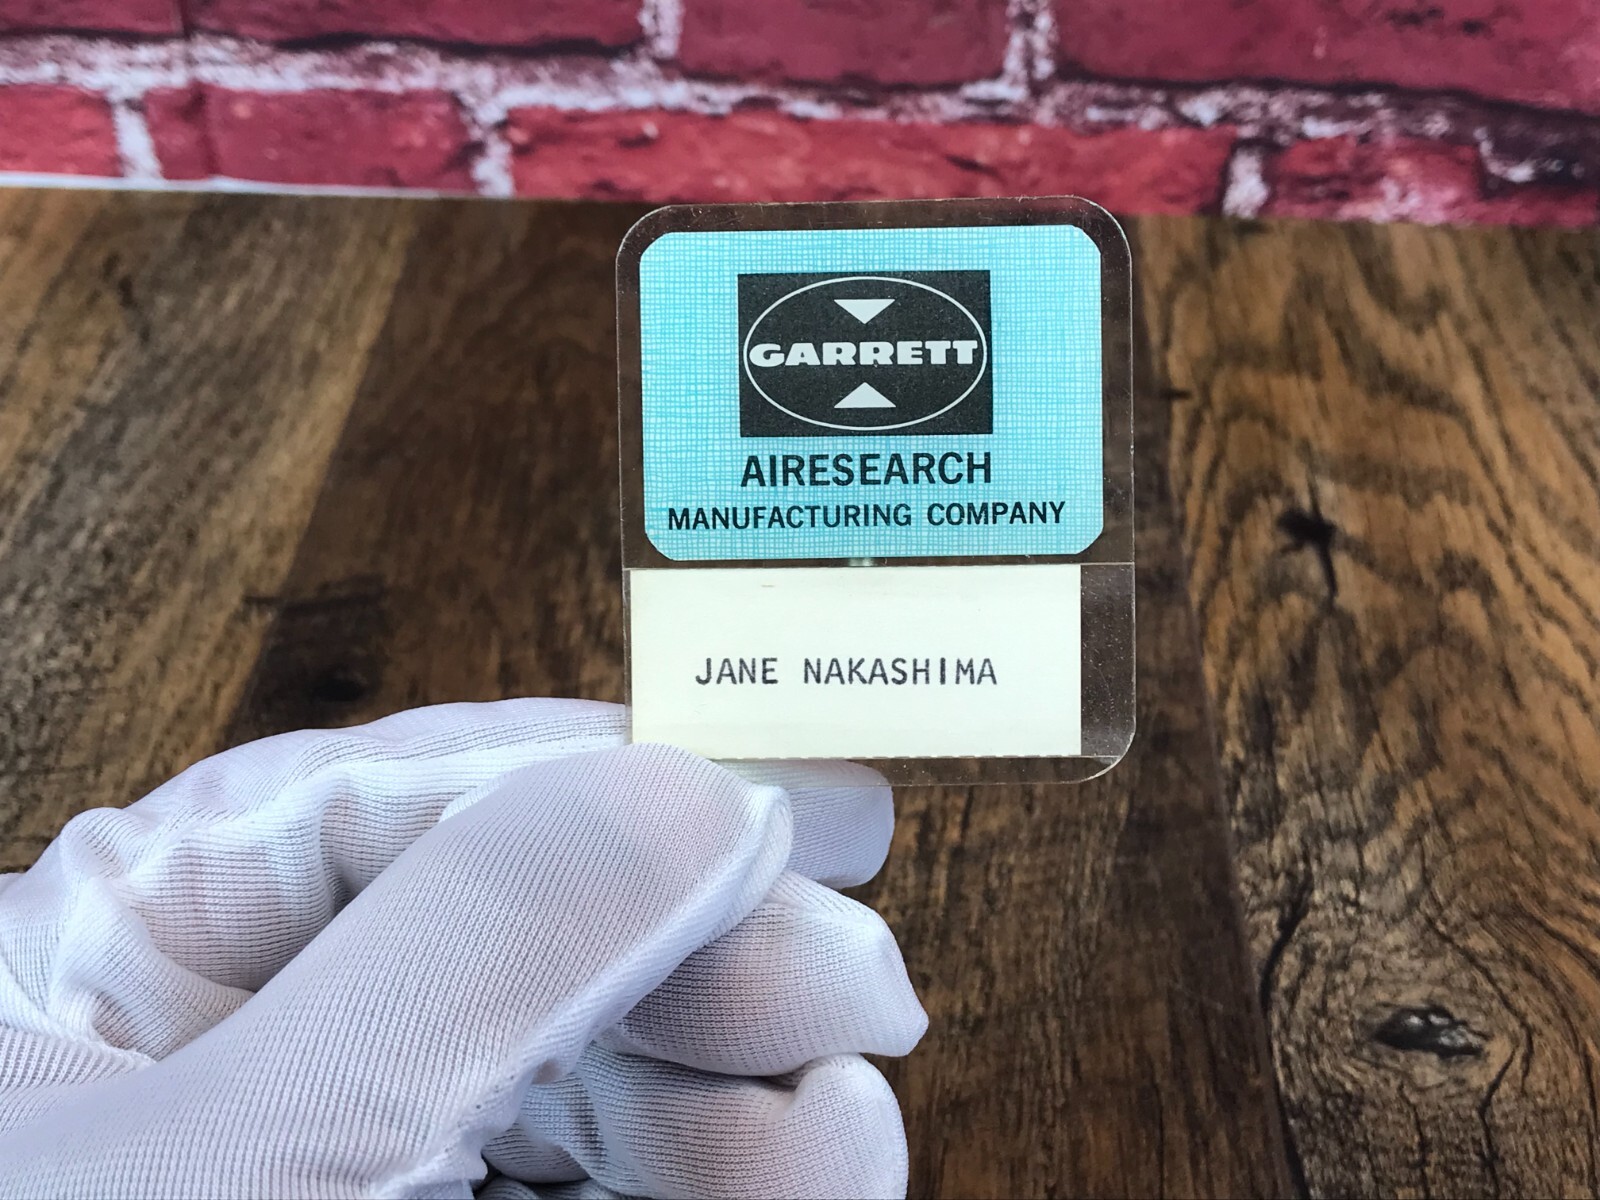 GARRETT
AIRESEARCH
MANUFACTURING COMPANY
JANE NAKASHIMA